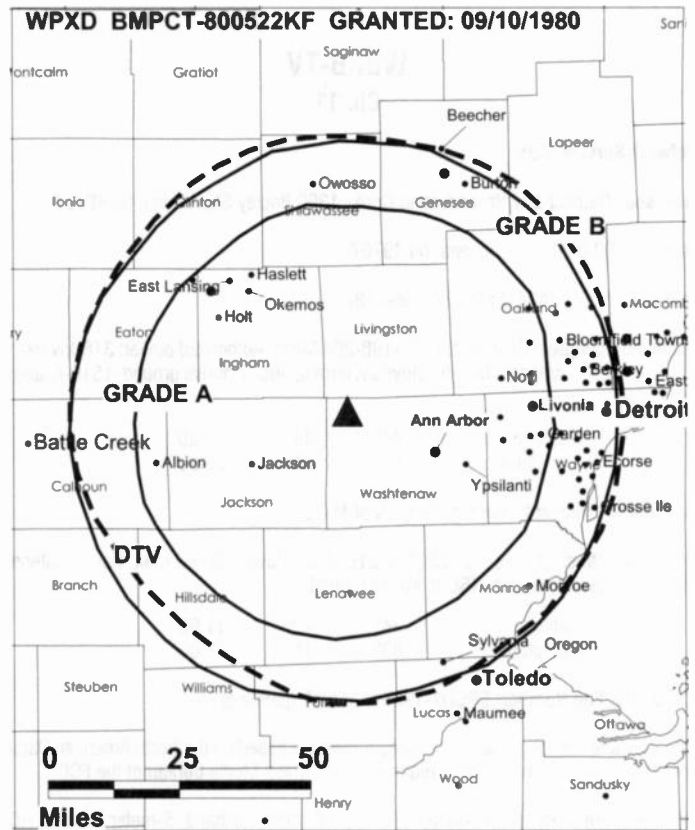 WPXD BMPCT-800522KF GRANTED: 09/10/1980
Saginaw
Gratiot
Beecher
Lapeer
Owosso
Burton
Ionia
Clinton
Shiawassee
Genesee
GRADE B
Haslett
East Lansing
Okemos
Oakland
Macomb
Holt
Eaton
Livingston
Bloomfield Towns
Ingham
Berkley
East
GRADE A
Novi
Livonia
Detroit
Ann Arbor
Battle Creek
Garden
Albion
Jackson
Wayne
Ecorse
Calhoun
Ypsilanti
Jackson
Washtenaw
Grosse Ile
DTV
Branch
Hillsdale
Lenawee
Monroe
Monroe
Sylvania
Oregon
Steuben
Williams
Toledo
Lucas
Maumee
Ottawa
0 25 50
Wood
Sandusky
Henry
Miles